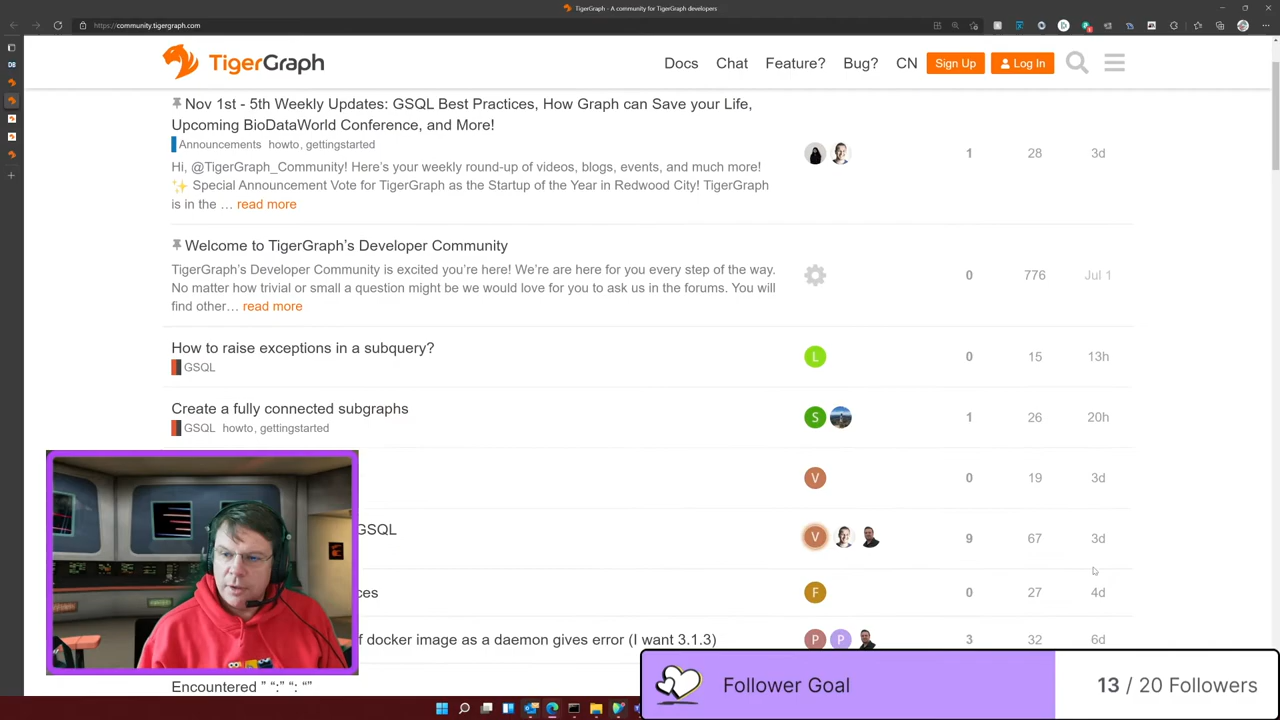 TigerGraph - A community for TigerGraph developers
https://community.tigergraph.com
TigerGraph
Docs
Chat
Feature?
Bug?
CN
Sign Up
Log In
Nov 1st - 5th Weekly Updates: GSQL Best Practices, How Graph can Save your Life,
Upcoming BioDataWorld Conference, and More!
Announcements howto, gettingstarted
Hi, @TigerGraph_Community! Here's your weekly round-up of videos, blogs, events, and much more!
✨ Special Announcement Vote for TigerGraph as the Startup of the Year in Redwood City! TigerGraph
is in the … read more
1 28 3d
Welcome to TigerGraph's Developer Community
TigerGraph's Developer Community is excited you're here! We're are here for you every step of the way.
No matter how trivial or small a question might be we would love for you to ask us in the forums. You will
find other… read more
0 776 Jul 1
How to raise exceptions in a subquery?
GSQL
L 0 15 13h
Create a fully connected subgraphs
GSQL howto, gettingstarted
S 1 26 20h
V 0 19 3d
GSQL
V 9 67 3d
ces
F 0 27 4d
f docker image as a daemon gives error (I want 3.1.3)
P P 3 32 6d
Encountered " ":" ": "
Follower Goal
13 / 20 Followers